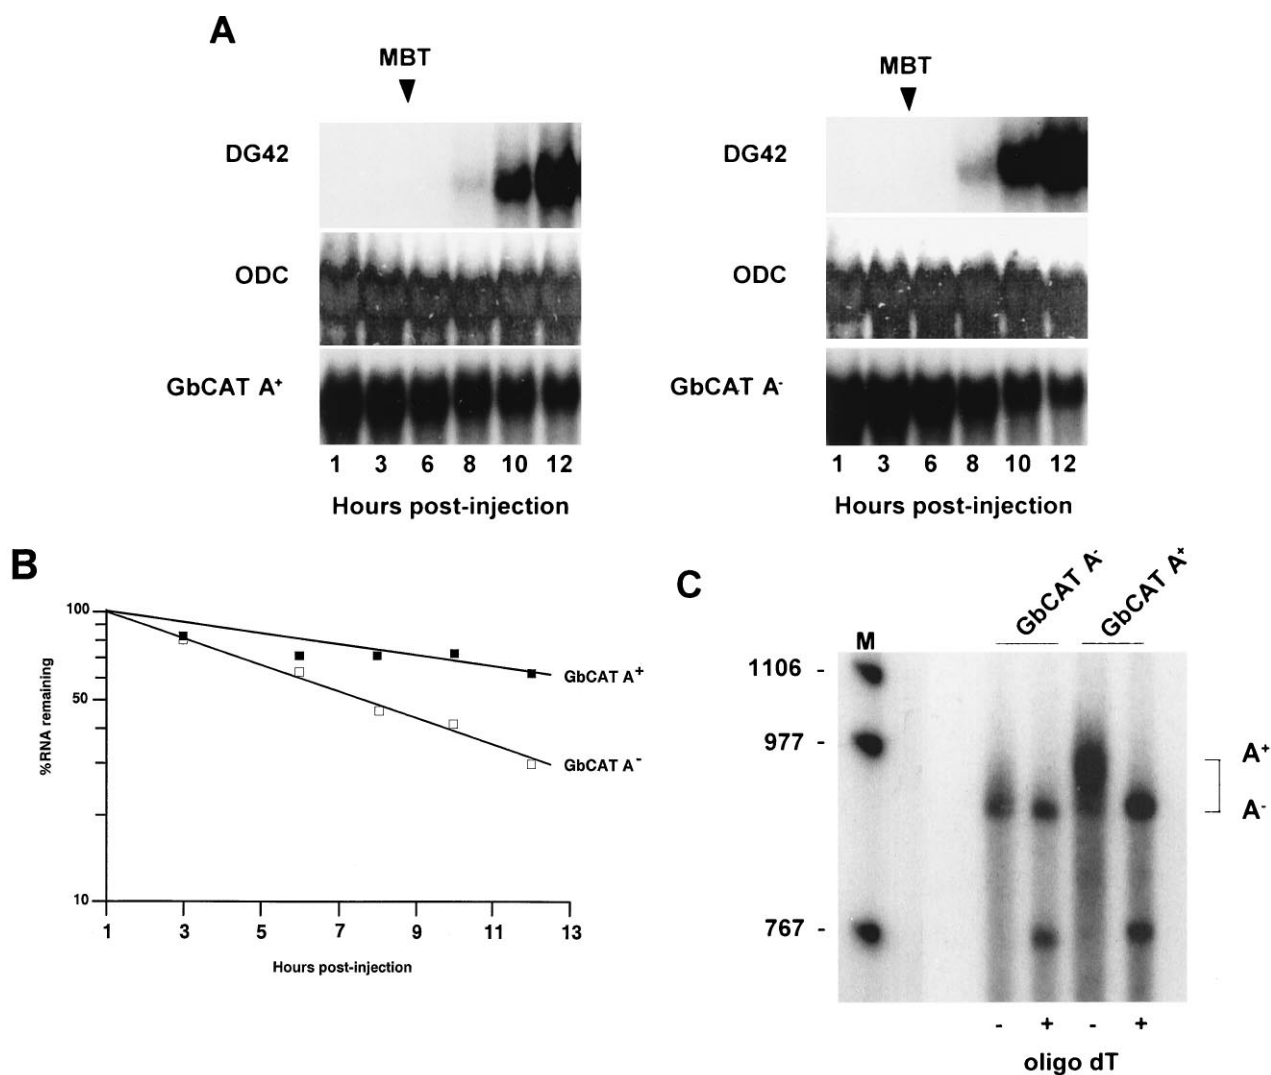 A
MBT
MBT
DG42
DG42
ODC
ODC
GbCAT A⁺
GbCAT A⁻
1 3 6 8 10 12
1 3 6 8 10 12
Hours post-injection
Hours post-injection
B
100
50
10
%RNA remaining
GbCAT A⁺
GbCAT A⁻
1 3 5 7 9 11 13
Hours post-injection
C
GbCAT A⁻
GbCAT A⁺
M
1106 -
977 -
767 -
A⁺
A⁻
- + - +
oligo dT